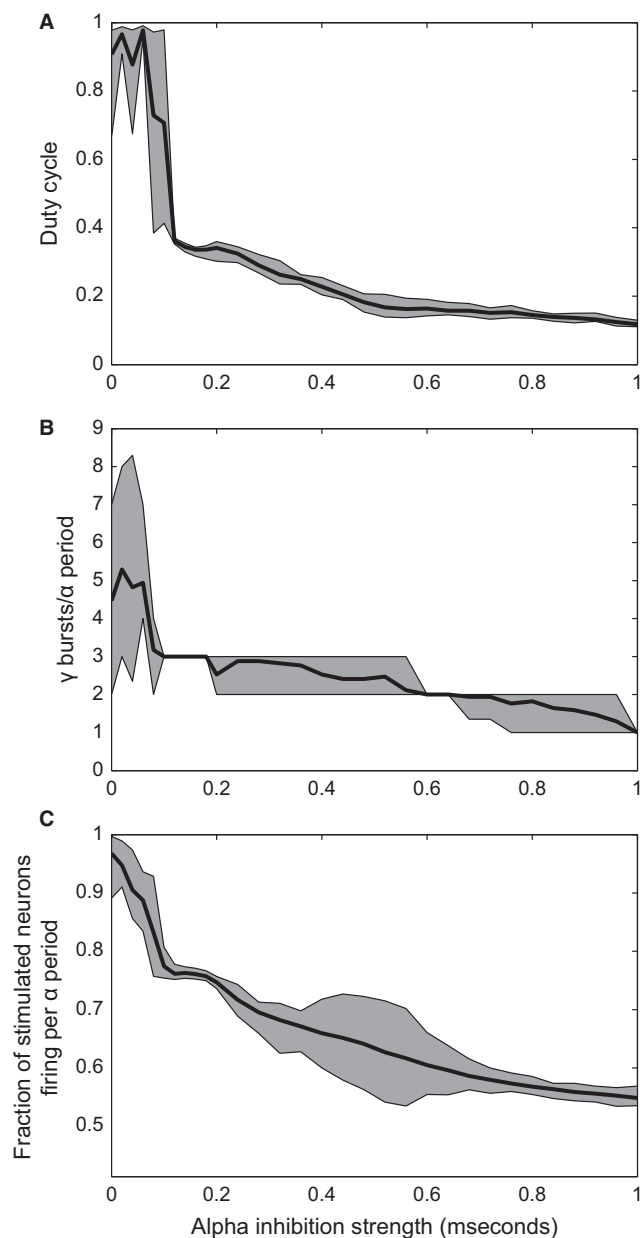 A
1
0.8
0.6
0.4
0.2
0
Duty cycle
0 0.2 0.4 0.6 0.8 1
B
9
8
7
6
5
4
3
2
1
0
γ bursts/α period
0 0.2 0.4 0.6 0.8 1
C
1
0.9
0.8
0.7
0.6
0.5
Fraction of stimulated neurons
firing per α period
0 0.2 0.4 0.6 0.8 1
Alpha inhibition strength (mseconds)